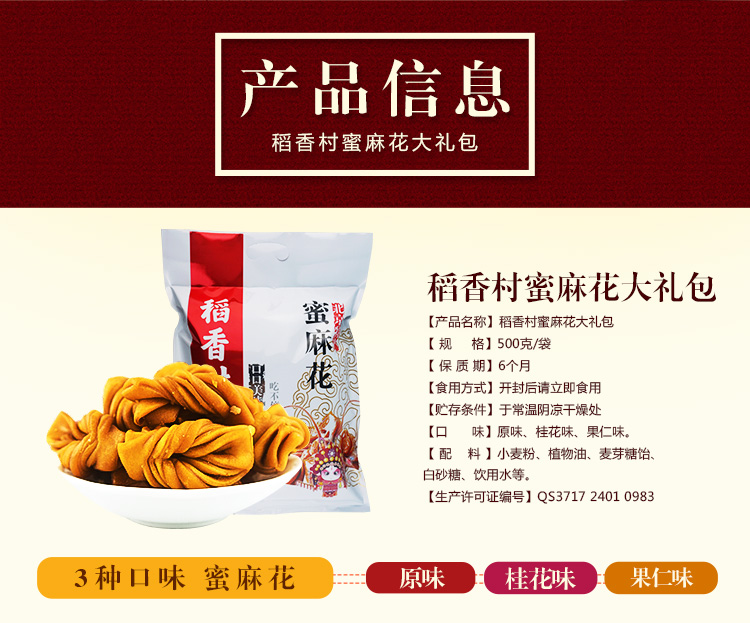 产品信息
稻香村蜜麻花大礼包
稻香村
蜜麻花
吃不
稻香村蜜麻花大礼包
【产品名称】稻香村蜜麻花大礼包
【 规 格】500克/袋
【 保 质 期】6个月
【食用方式】开封后请立即食用
【贮存条件】于常温阴凉干燥处
【口 味】原味、桂花味、果仁味。
【 配 料 】小麦粉、植物油、麦芽糖饴、
白砂糖、饮用水等。
【生产许可证编号】QS3717 2401 0983
3种口味 蜜麻花
原味
桂花味
果仁味